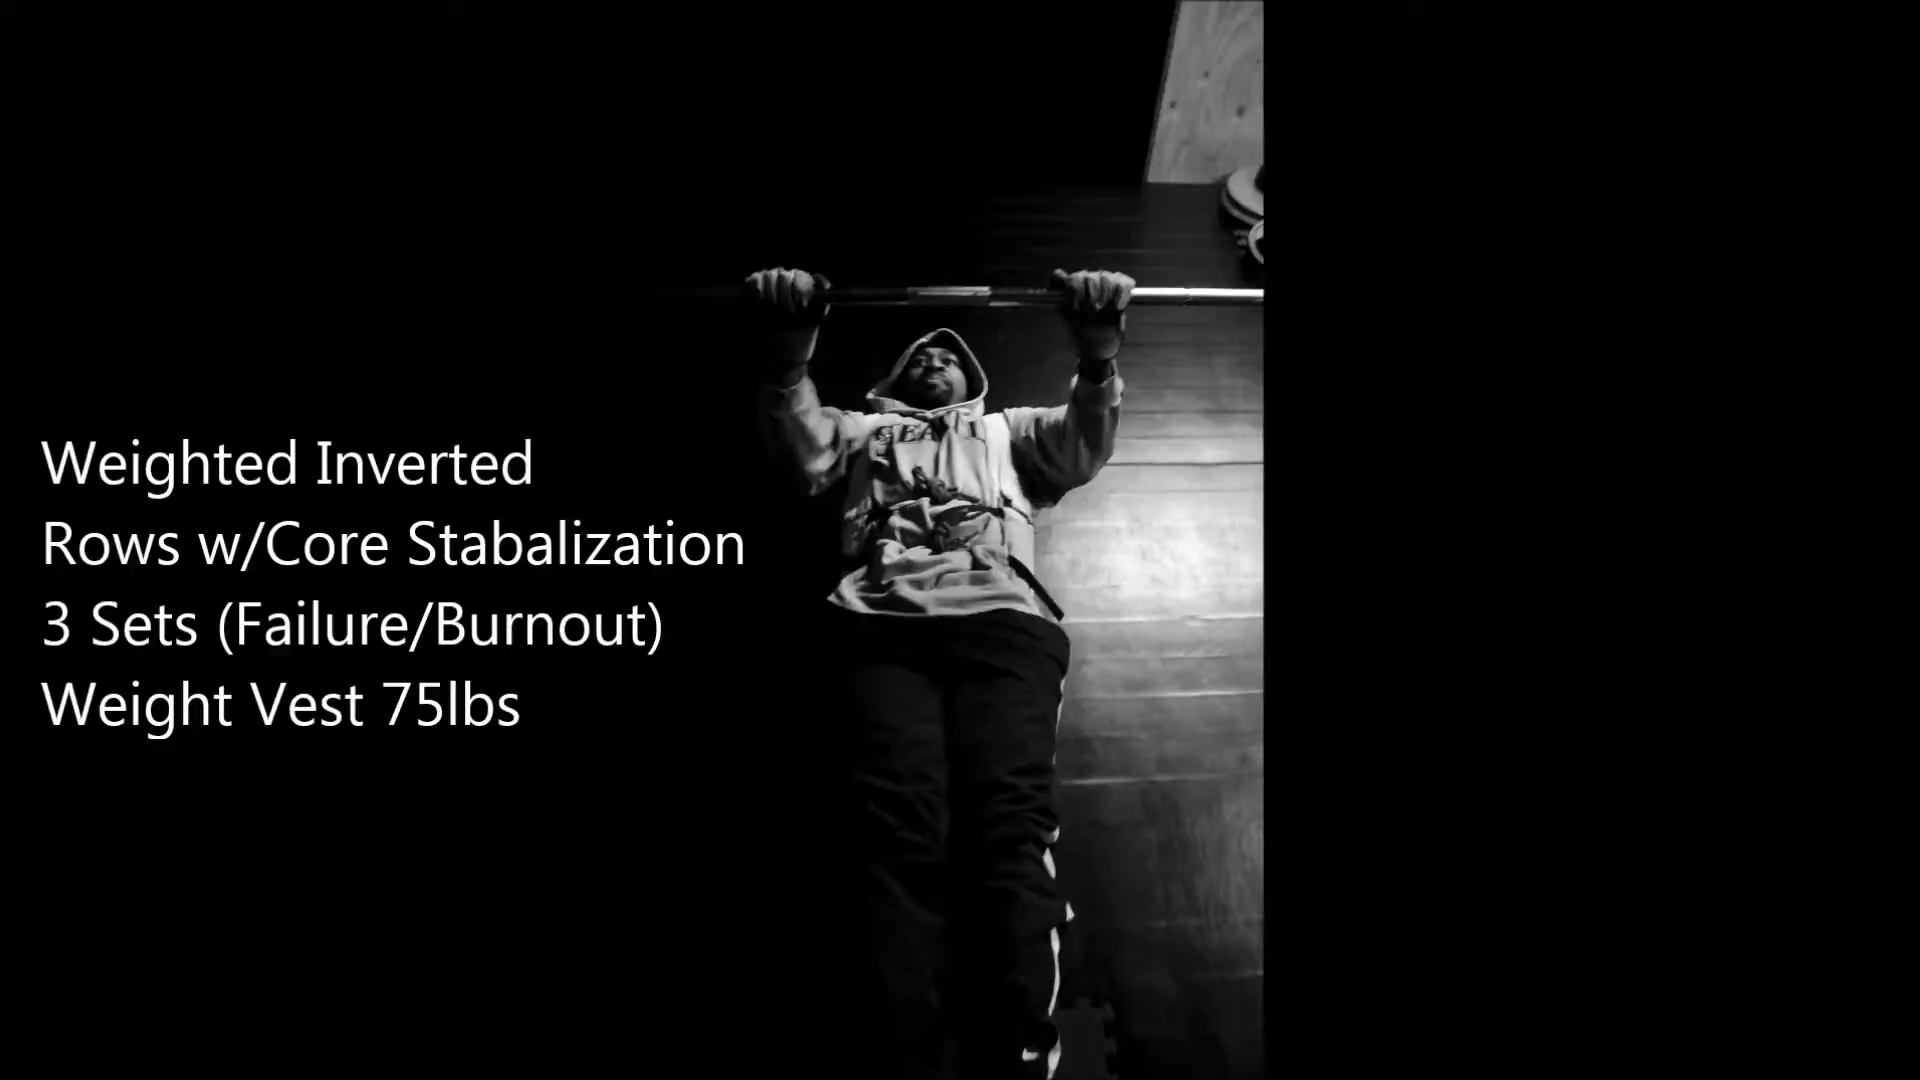 Weighted Inverted
Rows w/Core Stabalization
3 Sets (Failure/Burnout)
Weight Vest 75lbs